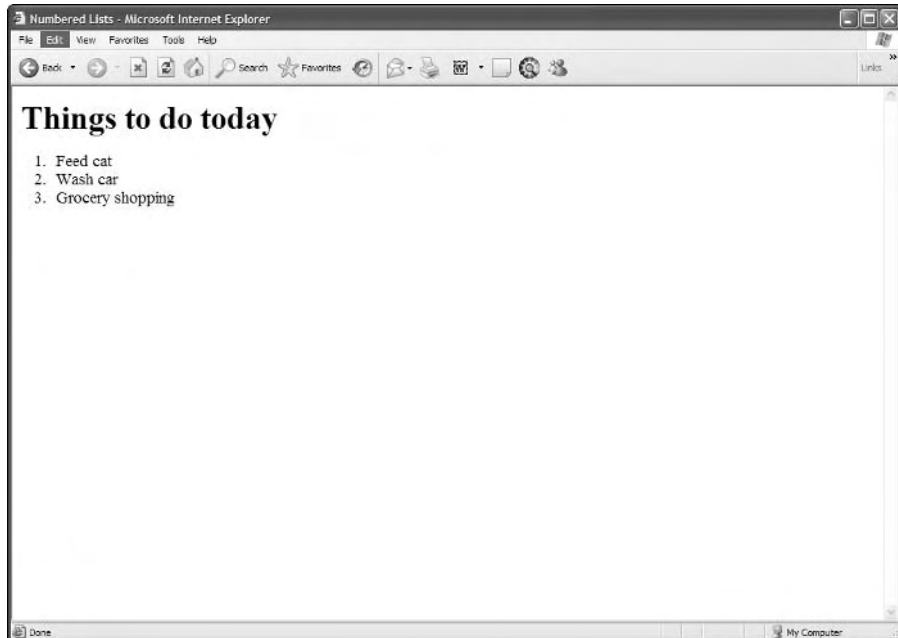 Numbered Lists - Microsoft Internet Explorer
File Edit View Favorites Tools Help
Back Search Favorites W Links »
Things to do today
1. Feed cat
2. Wash car
3. Grocery shopping
Done My Computer